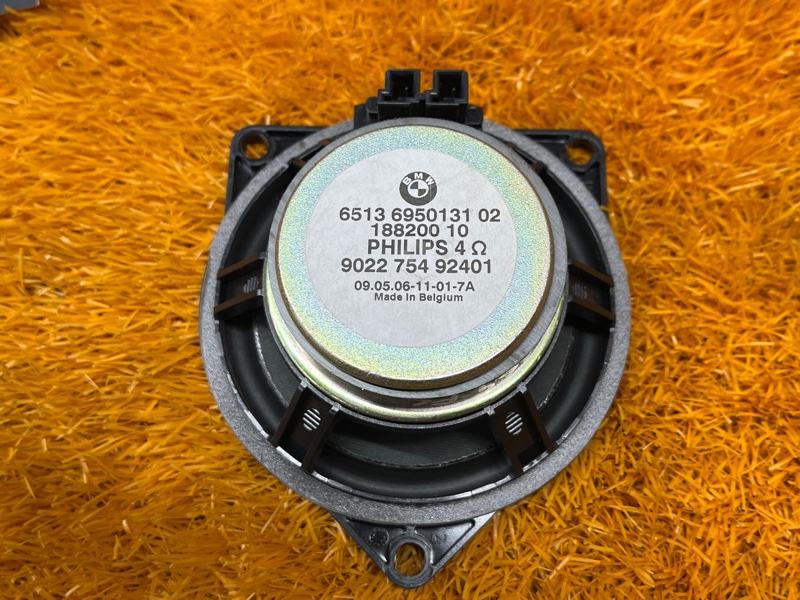 BMW
6513 6950131 02
188200 10
PHILIPS 4 Ω
9022 754 92401
09.05.06-11-01-7A
Made in Belgium